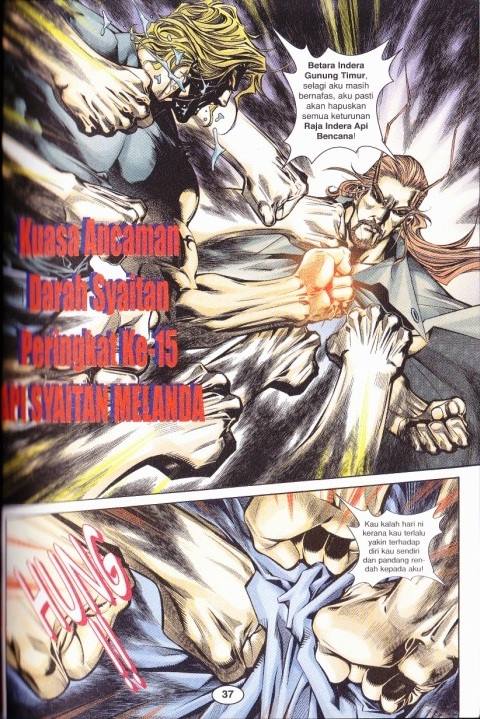 Betara Indera
Gunung Timur,
selagi aku masih
bernafas, aku pasti
akan hapuskan
semua keturunan
Raja Indera Api
Bencana!
Kuasa Ancaman
Darah Syaitan
Peringkat Ke-15
API SYAITAN MELANDA
Kau kalah hari ni
kerana kau terlalu
yakin terhadap
diri kau sendiri
dan pandang ren-
dah kepada aku!
HUNG
37